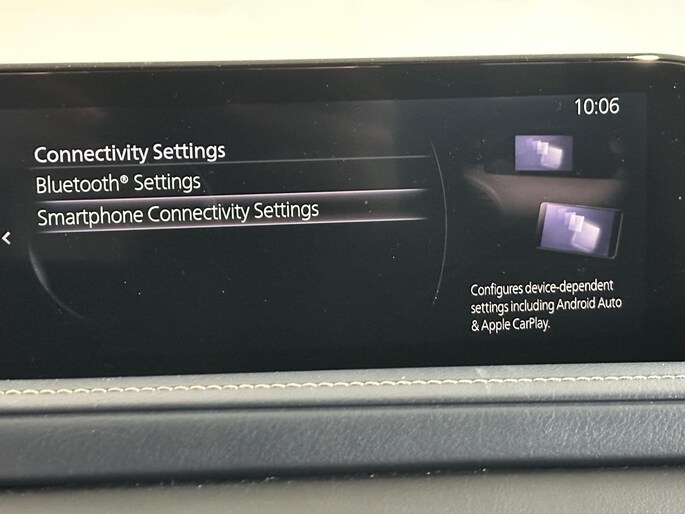 10:06
Connectivity Settings
Bluetooth® Settings
Smartphone Connectivity Settings
Configures device-dependent
settings including Android Auto
& Apple CarPlay.